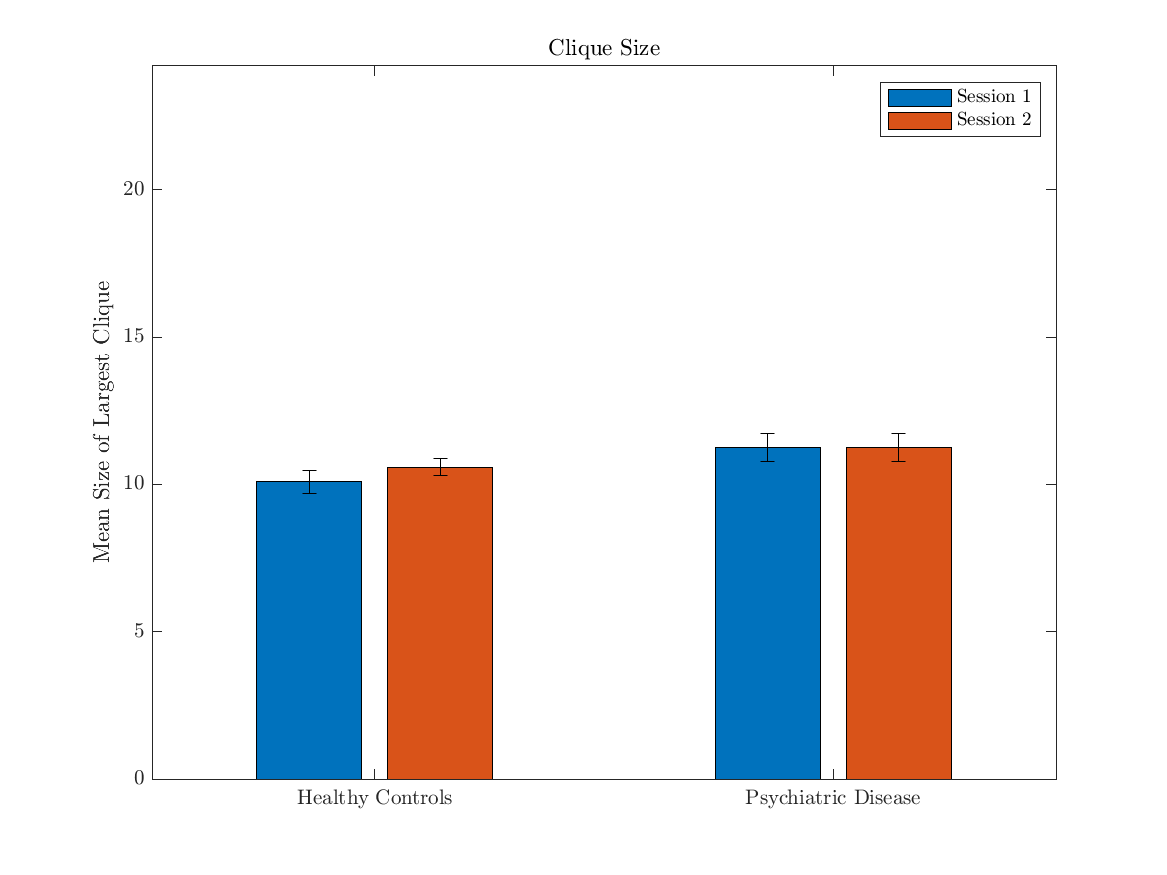 Clique Size
Session 1
Session 2
Mean Size of Largest Clique
20
15
10
5
0
Healthy Controls
Psychiatric Disease